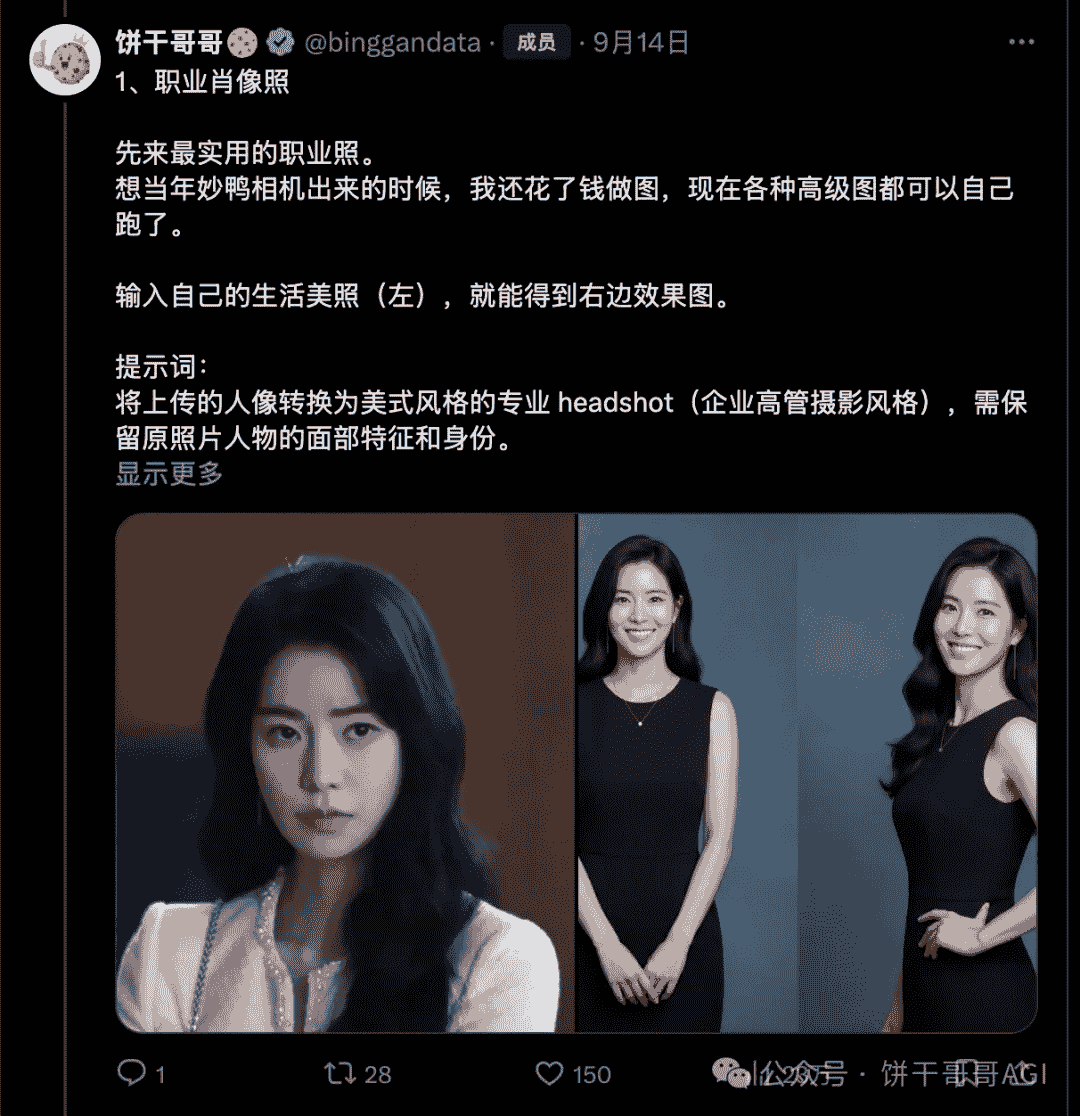 饼干哥哥🍪 @binggandata · 成员 · 9月14日
1、职业肖像照
先来最实用的职业照。
想当年妙鸭相机出来的时候，我还花了钱做图，现在各种高级图都可以自己
跑了。
输入自己的生活美照（左），就能得到右边效果图。
提示词：
将上传的人像转换为美式风格的专业 headshot（企业高管摄影风格），需保
留原照片人物的面部特征和身份。
显示更多
1 28 150
公众号 · 饼干哥哥AGI